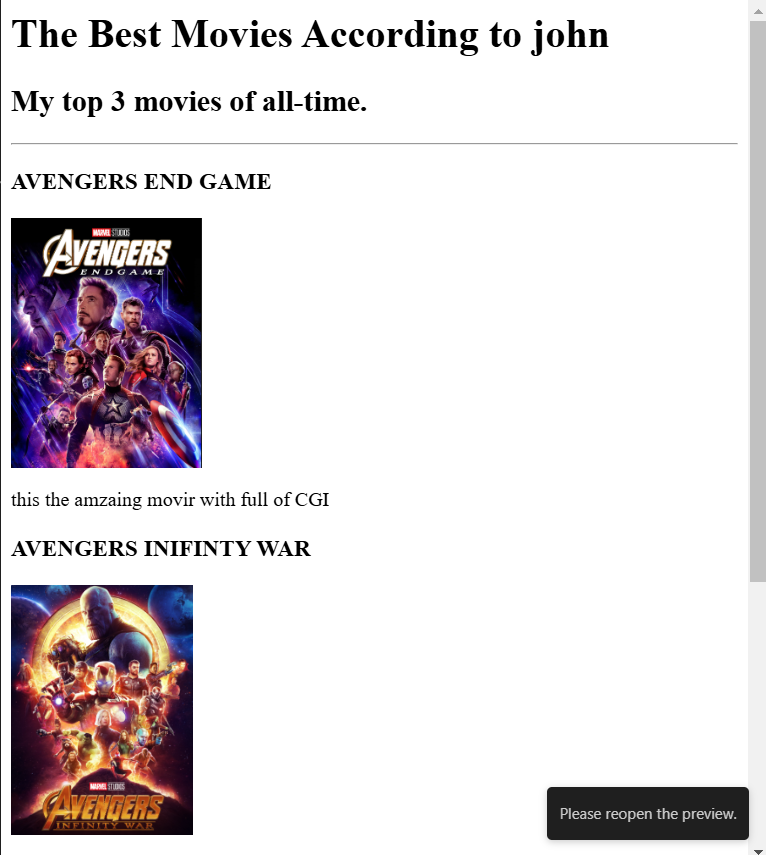 The Best Movies According to john
My top 3 movies of all-time.
AVENGERS END GAME
MARVEL STUDIOS
AVENGERS
ENDGAME
this the amzaing movir with full of CGI
AVENGERS INIFINTY WAR
MARVEL STUDIOS
AVENGERS
INFINITY WAR
Please reopen the preview.